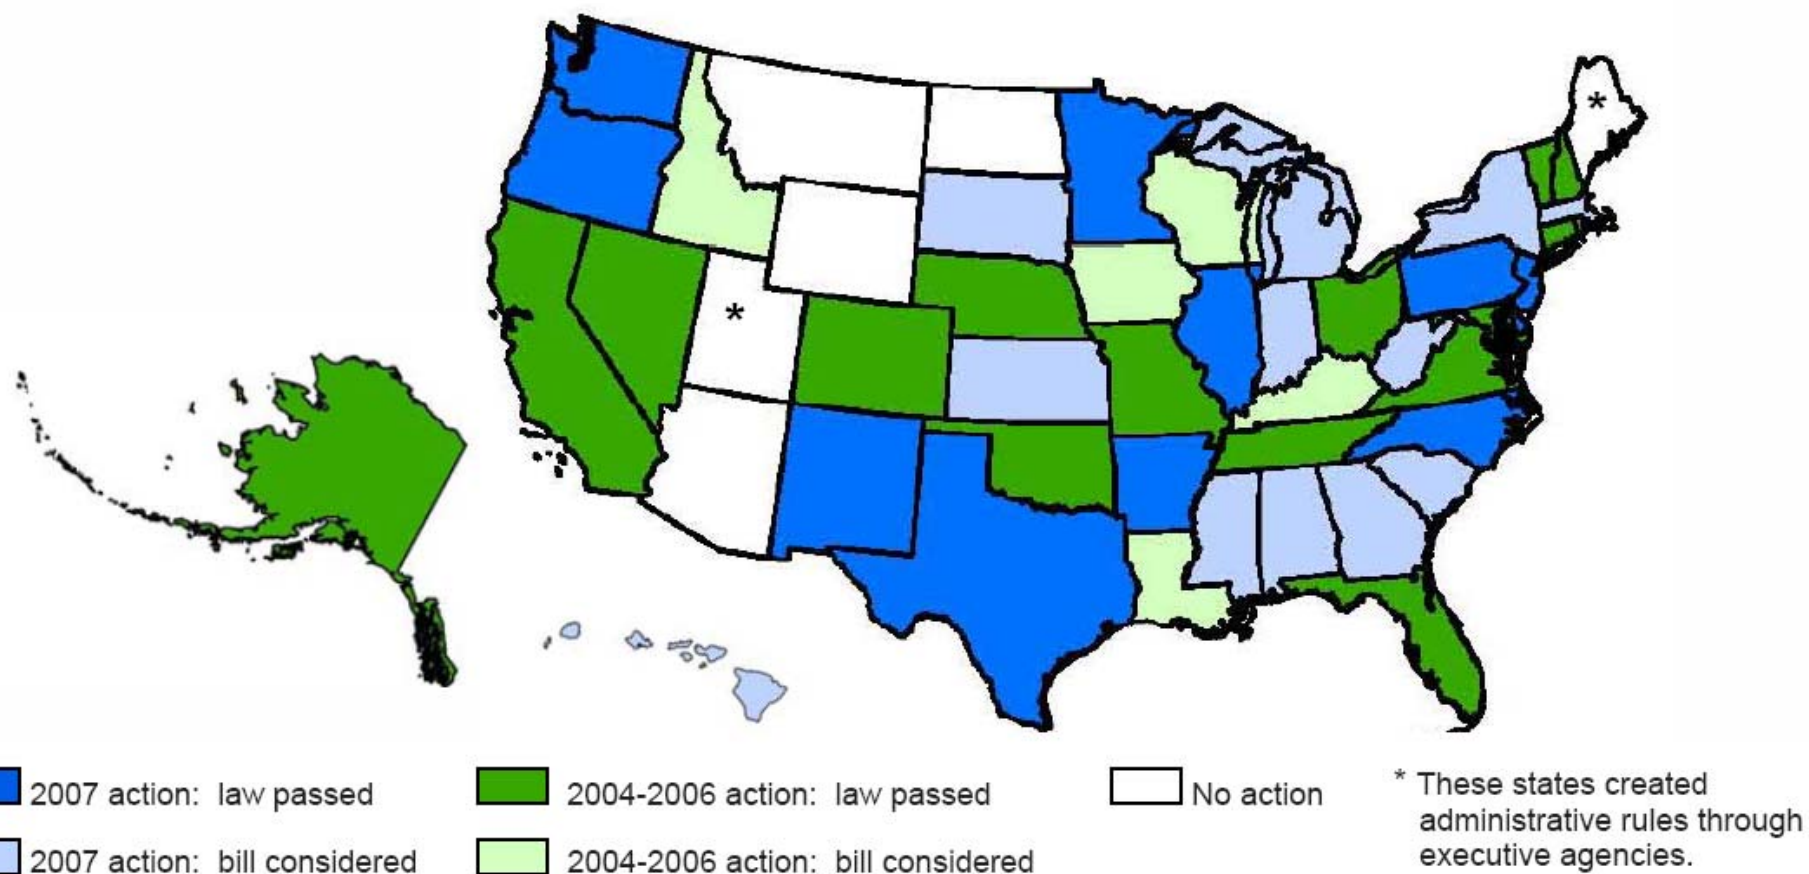 *
*
2007 action: law passed
2004-2006 action: law passed
No action
* These states created
administrative rules through
executive agencies.
2007 action: bill considered
2004-2006 action: bill considered